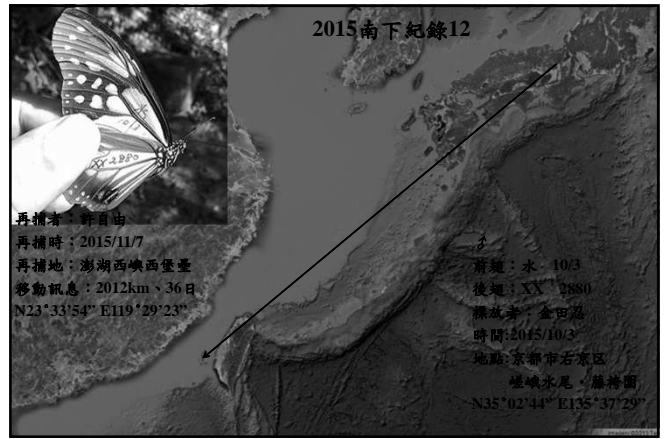 2015南下紀錄12
XX 2880
再捕者：許自由
再捕時：2015/11/7
再捕地：澎湖西嶼西堡壘
移動訊息：2012km、36日
N23°33'54” E119°29'23”
♂
前翅：水 10/3
後翅：XX 2880
標放者：金田忍
時間:2015/10/3
地點:京都市右京区
嵯峨水尾・藤袴園
N35°02'44” E135°37'29”